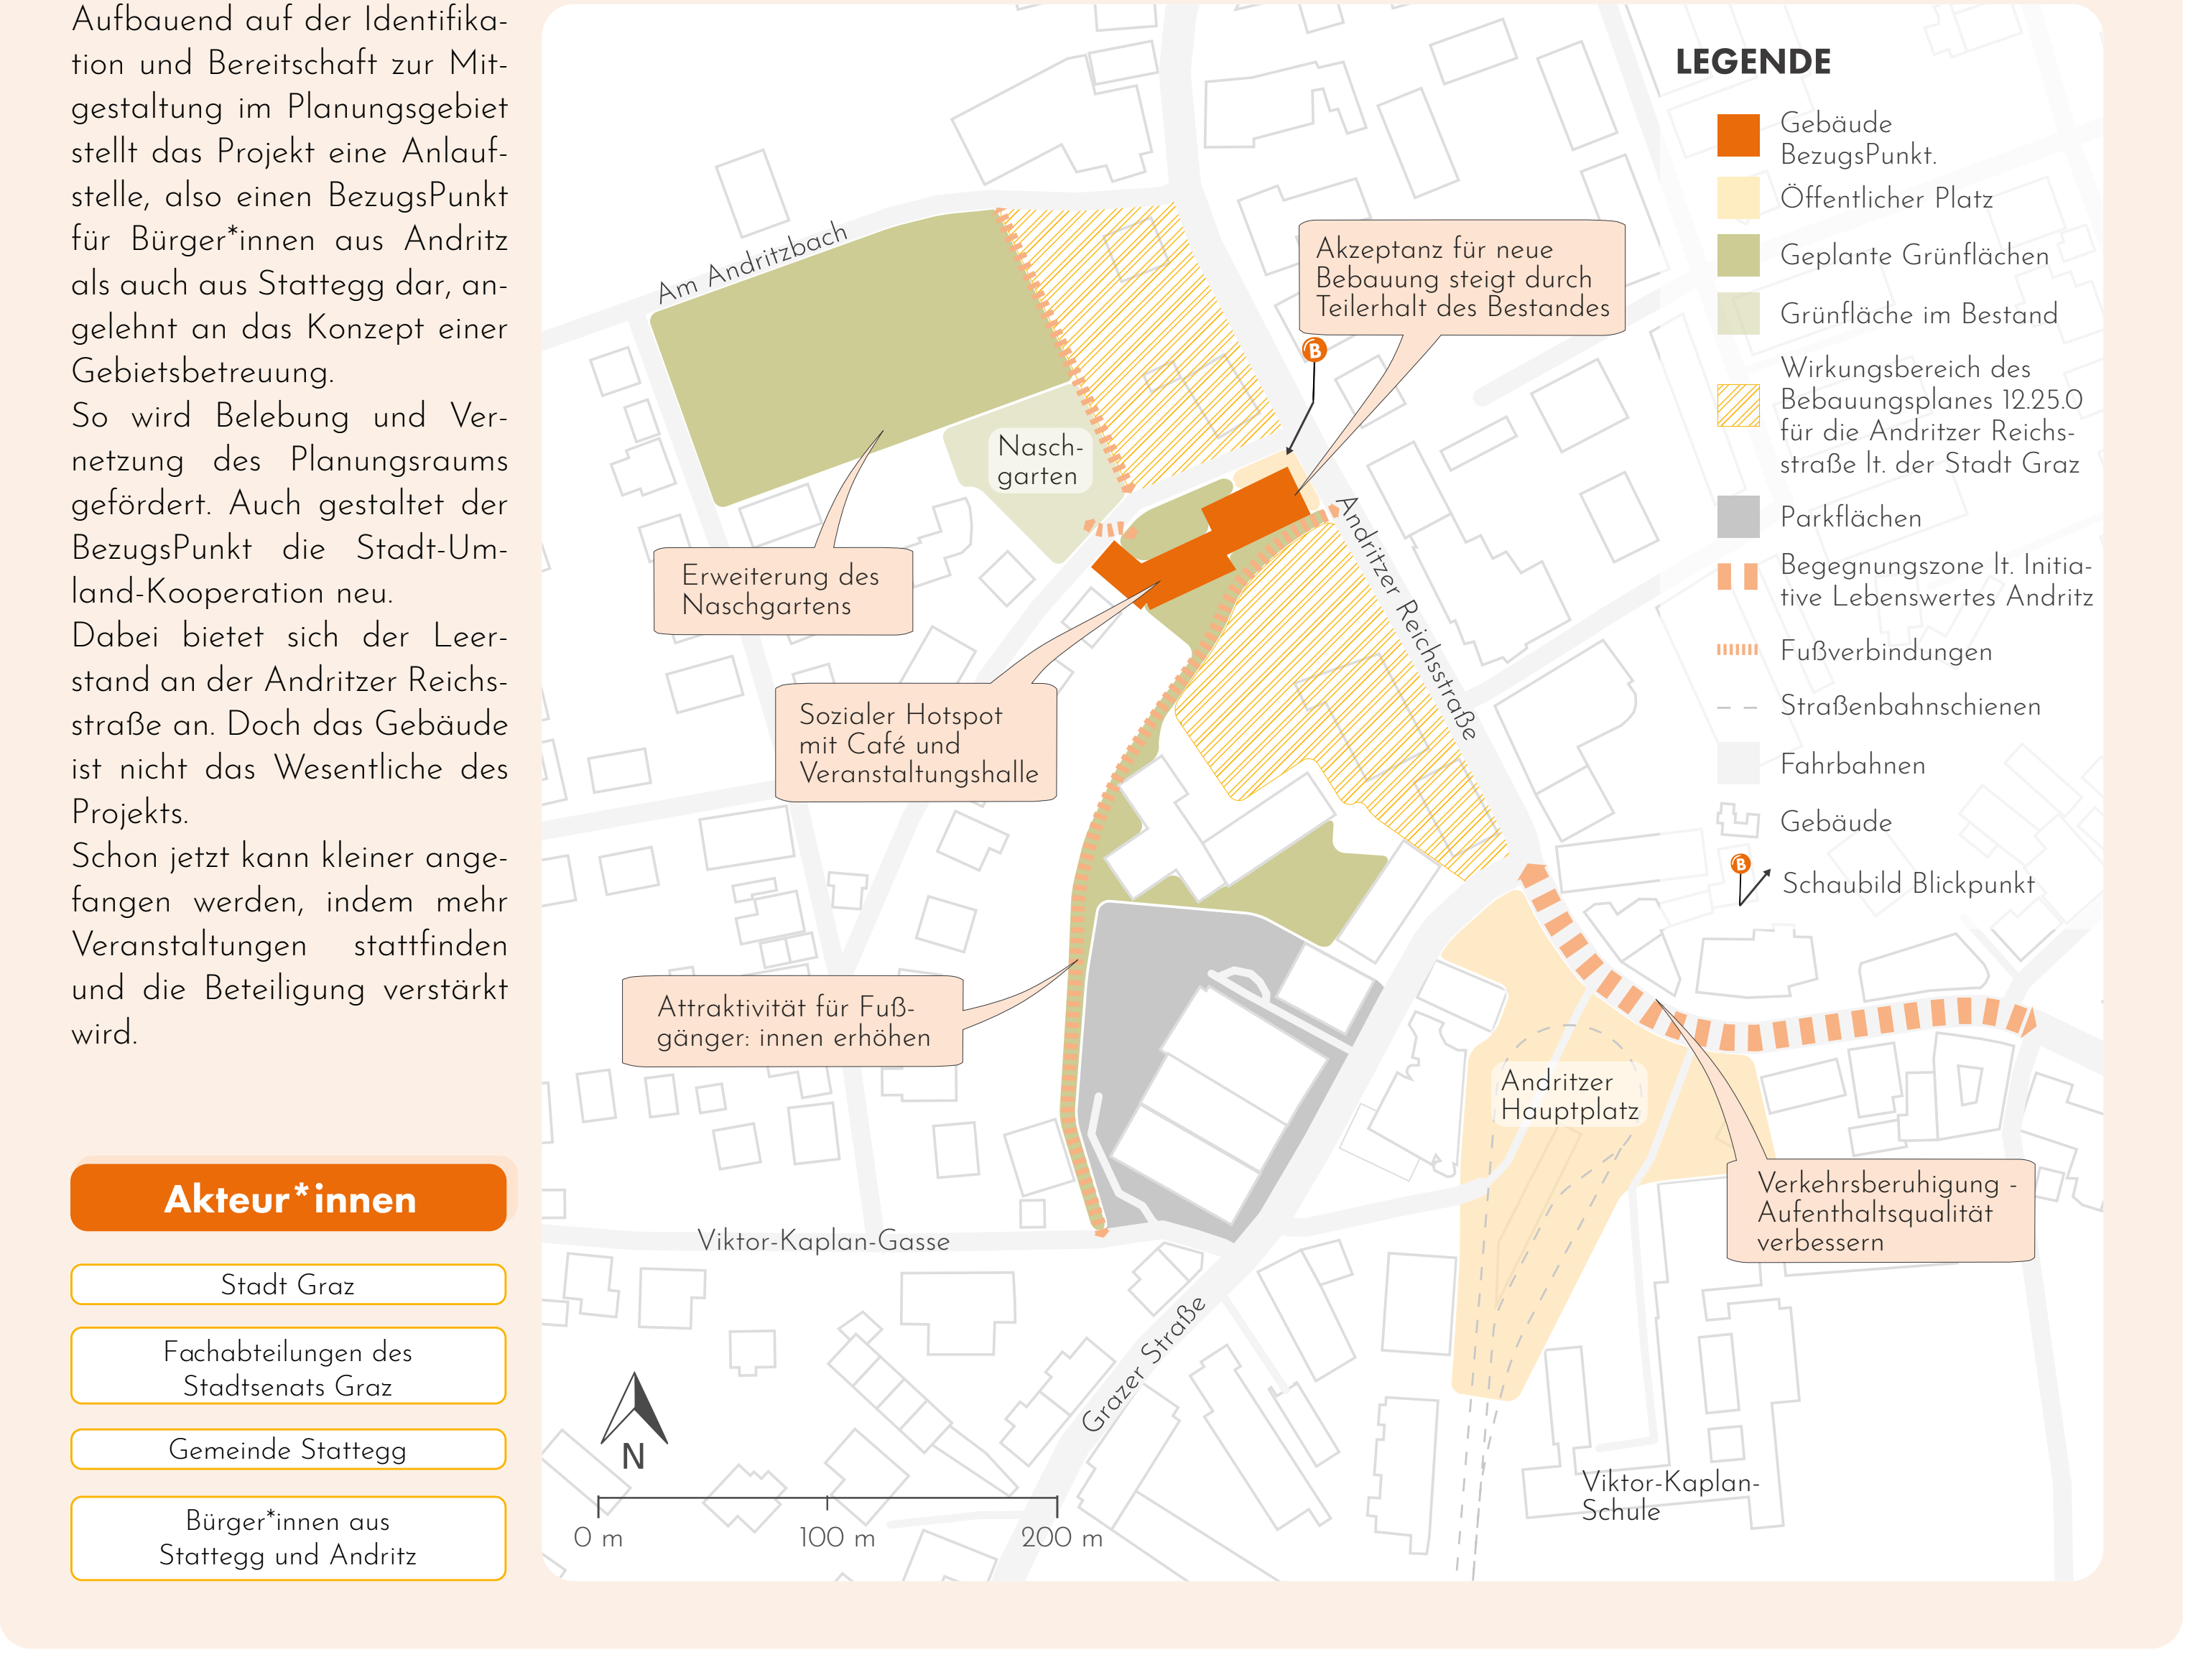 Aufbauend auf der Identifika-
tion und Bereitschaft zur Mit-
gestaltung im Planungsgebiet
stellt das Projekt eine Anlauf-
stelle, also einen BezugsPunkt
für Bürger*innen aus Andritz
als auch aus Stattegg dar, an-
gelehnt an das Konzept einer
Gebietsbetreuung.
So wird Belebung und Ver-
netzung des Planungsraums
gefördert. Auch gestaltet der
BezugsPunkt die Stadt-Um-
land-Kooperation neu.
Dabei bietet sich der Leer-
stand an der Andritzer Reichs-
straße an. Doch das Gebäude
ist nicht das Wesentliche des
Projekts.
Schon jetzt kann kleiner ange-
fangen werden, indem mehr
Veranstaltungen stattfinden
und die Beteiligung verstärkt
wird.
Akteur*innen
Stadt Graz
Fachabteilungen des
Stadtsenats Graz
Gemeinde Stattegg
Bürger*innen aus
Stattegg und Andritz
Am Andritzbach
Akzeptanz für neue
Bebauung steigt durch
Teilerhalt des Bestandes
B
Nasch-
garten
Andritzer Reichsstraße
Erweiterung des
Naschgartens
Sozialer Hotspot
mit Café und
Veranstaltungshalle
Attraktivität für Fuß-
gänger: innen erhöhen
Andritzer
Hauptplatz
Verkehrsberuhigung -
Aufenthaltsqualität
verbessern
Viktor-Kaplan-Gasse
Grazer Straße
Viktor-Kaplan-
Schule
N
0 m
100 m
200 m
LEGENDE
Gebäude
BezugsPunkt.
Öffentlicher Platz
Geplante Grünflächen
Grünfläche im Bestand
Wirkungsbereich des
Bebauungsplanes 12.25.0
für die Andritzer Reichs-
straße lt. der Stadt Graz
Parkflächen
Begegnungszone lt. Initia-
tive Lebenswertes Andritz
Fußverbindungen
Straßenbahnschienen
Fahrbahnen
Gebäude
B
Schaubild Blickpunkt